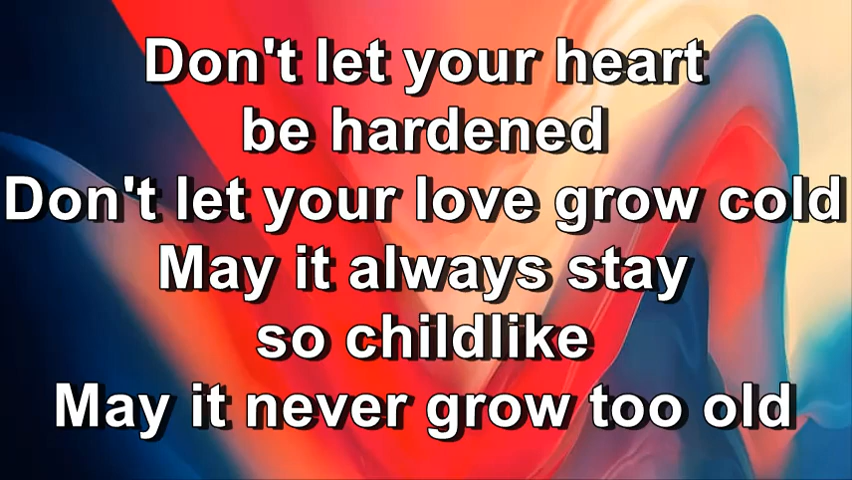 Don't let your heart
be hardened
Don't let your love grow cold
May it always stay
so childlike
May it never grow too old